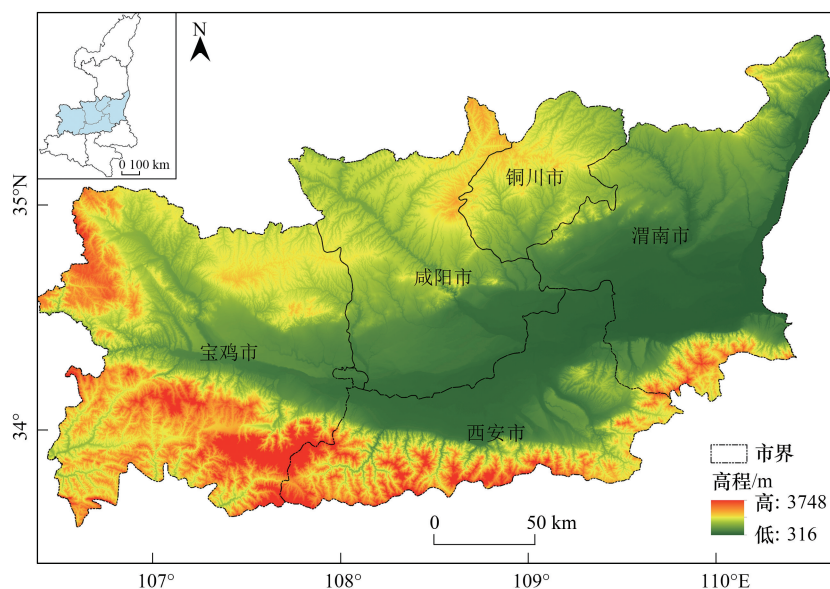 N
0 100 km
35°N
34°
铜川市
渭南市
咸阳市
宝鸡市
西安市
市界
高程/m
高: 3748
低: 316
0 50 km
107°
108°
109°
110°E